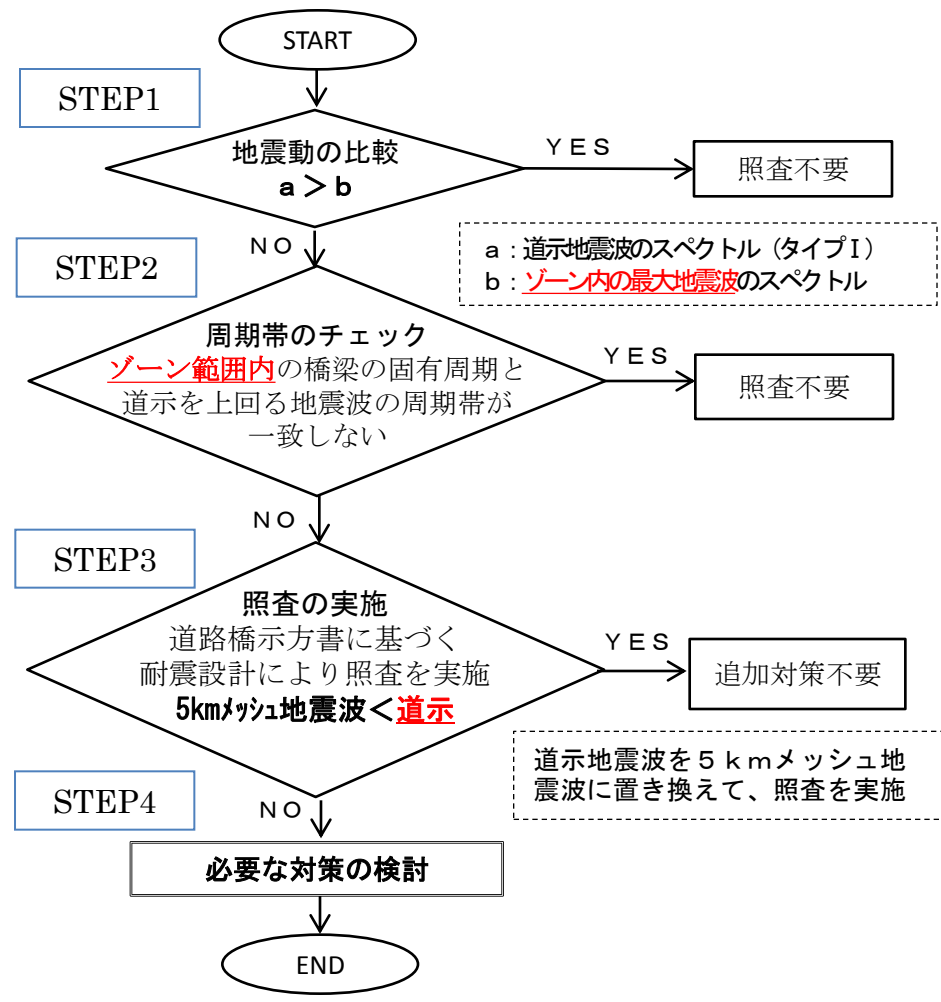 START
STEP1
地震動の比較
a＞b
ＹＥＳ
照査不要
ＮＯ
a：道示地震波のスペクトル（タイプⅠ）
b：ゾーン内の最大地震波のスペクトル
STEP2
周期帯のチェック
ゾーン範囲内の橋梁の固有周期と
道示を上回る地震波の周期帯が
一致しない
ＹＥＳ
照査不要
ＮＯ
STEP3
照査の実施
道路橋示方書に基づく
耐震設計により照査を実施
5kmメッシュ地震波＜道示
ＹＥＳ
追加対策不要
道示地震波を５ｋｍメッシュ地
震波に置き換えて、照査を実施
STEP4
ＮＯ
必要な対策の検討
END